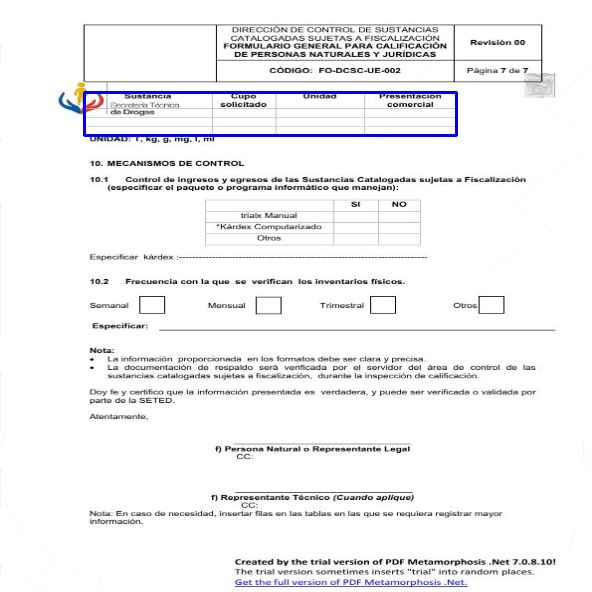 DIRECCIÓN DE CONTROL DE SUSTANCIAS
CATALOGADAS SUJETAS A FISCALIZACIÓN
FORMULARIO GENERAL PARA CALIFICACIÓN
DE PERSONAS NATURALES Y JURÍDICAS
Revisión 00
CÓDIGO: FO-DCSC-UE-002
Página 7 de 7
Sustancia Cupo solicitado Unidad Presentación comercial
Secretaría Técnica
de Drogas
UNIDAD: T, kg, g, mg, l, ml
10. MECANISMOS DE CONTROL
10.1 Control de ingresos y egresos de las Sustancias Catalogadas sujetas a Fiscalización
(especificar el paquete o programa informático que manejan):
SI NO
trialx Manual
*Kárdex Computarizado
Otros
Especificar kárdex :--------------------------------------------------------------------------
10.2 Frecuencia con la que se verifican los inventarios físicos.
Semanal Mensual Trimestral Otros
Especificar:
Nota:
• La información proporcionada en los formatos debe ser clara y precisa.
• La documentación de respaldo será verificada por el servidor del área de control de las
sustancias catalogadas sujetas a fiscalización, durante la inspección de calificación.
Doy fe y certifico que la información presentada es verdadera, y puede ser verificada o validada por
parte de la SETED.
Atentamente,
f) Persona Natural o Representante Legal
CC:
f) Representante Técnico (Cuando aplique)
CC:
Nota: En caso de necesidad, insertar filas en las tablas en las que se requiera registrar mayor
información.
Created by the trial version of PDF Metamorphosis .Net 7.0.8.10!
The trial version sometimes inserts "trial" into random places.
Get the full version of PDF Metamorphosis .Net.